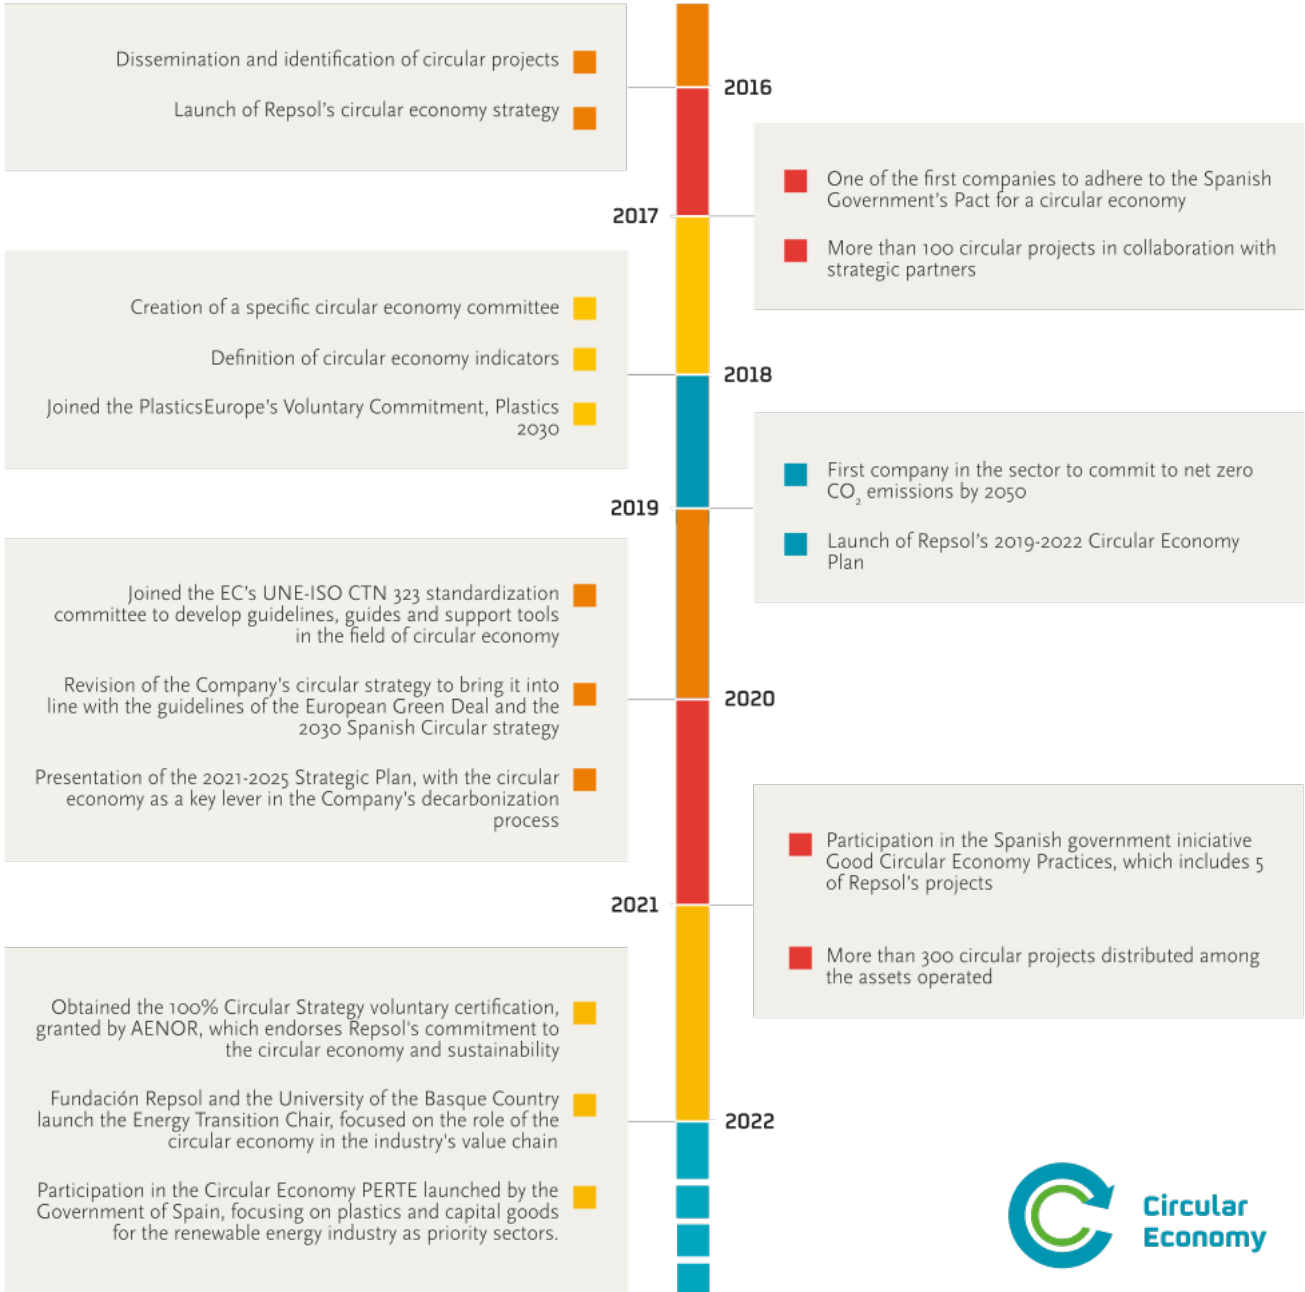 Dissemination and identification of circular projects
Launch of Repsol's circular economy strategy
2016
2017
One of the first companies to adhere to the Spanish
Government's Pact for a circular economy
More than 100 circular projects in collaboration with
strategic partners
Creation of a specific circular economy committee
Definition of circular economy indicators
Joined the PlasticsEurope's Voluntary Commitment, Plastics
2030
2018
2019
First company in the sector to commit to net zero
CO₂ emissions by 2050
Launch of Repsol's 2019-2022 Circular Economy
Plan
Joined the EC's UNE-ISO CTN 323 standardization
committee to develop guidelines, guides and support tools
in the field of circular economy
Revision of the Company's circular strategy to bring it into
line with the guidelines of the European Green Deal and the
2030 Spanish Circular strategy
Presentation of the 2021-2025 Strategic Plan, with the circular
economy as a key lever in the Company's decarbonization
process
2020
2021
Participation in the Spanish government iniciative
Good Circular Economy Practices, which includes 5
of Repsol's projects
More than 300 circular projects distributed among
the assets operated
Obtained the 100% Circular Strategy voluntary certification,
granted by AENOR, which endorses Repsol's commitment to
the circular economy and sustainability
Fundación Repsol and the University of the Basque Country
launch the Energy Transition Chair, focused on the role of the
circular economy in the industry's value chain
Participation in the Circular Economy PERTE launched by the
Government of Spain, focusing on plastics and capital goods
for the renewable energy industry as priority sectors.
2022
Circular
Economy